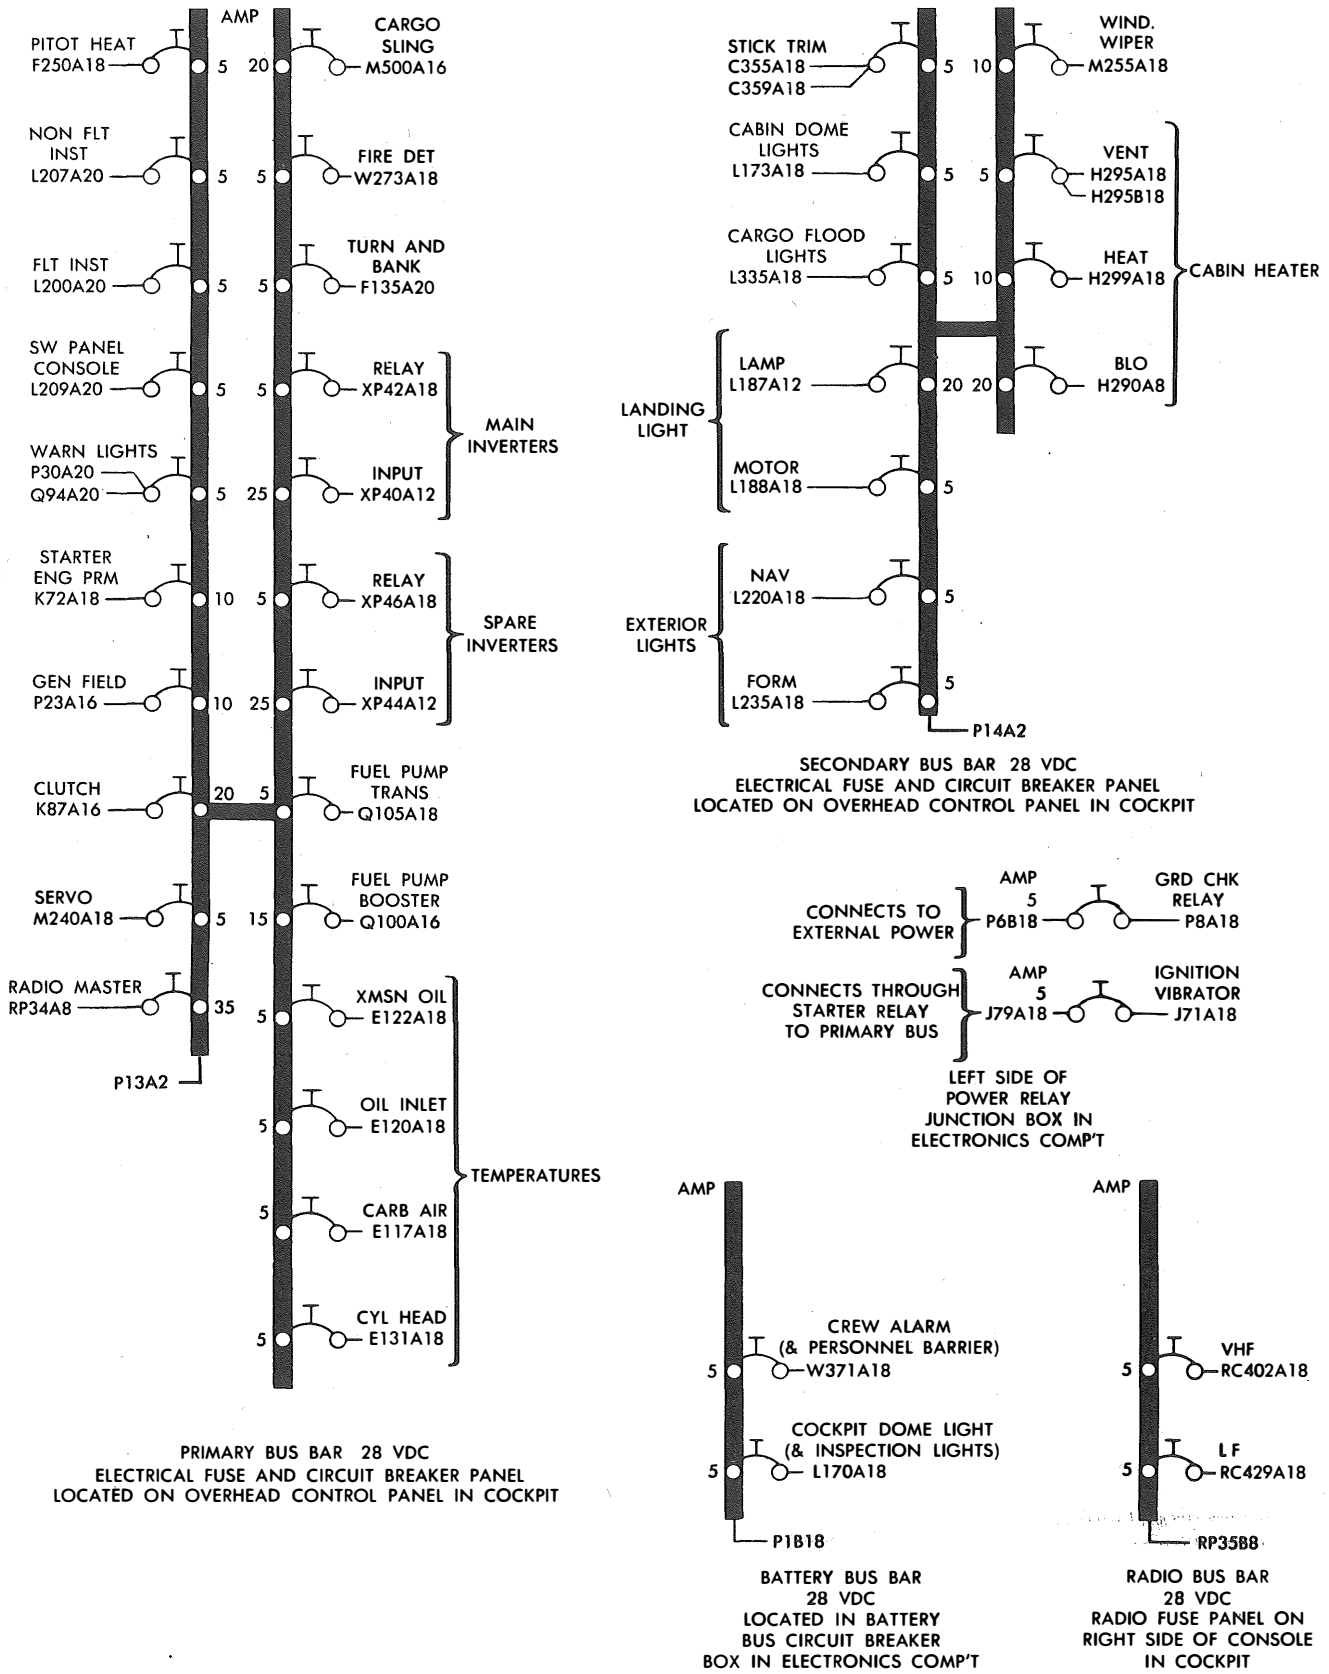 AMP
PITOT HEAT
F250A18
5
20
CARGO
SLING
M500A16
NON FLT
INST
L207A20
5
5
FIRE DET
W273A18
FLT INST
L200A20
5
5
TURN AND
BANK
F135A20
SW PANEL
CONSOLE
L209A20
5
5
RELAY
XP42A18
WARN LIGHTS
P30A20
Q94A20
5
25
INPUT
XP40A12
MAIN
INVERTERS
STARTER
ENG PRM
K72A18
10
5
RELAY
XP46A18
GEN FIELD
P23A16
10
25
INPUT
XP44A12
SPARE
INVERTERS
CLUTCH
K87A16
20
5
FUEL PUMP
TRANS
Q105A18
SERVO
M240A18
5
15
FUEL PUMP
BOOSTER
Q100A16
RADIO MASTER
RP34A8
35
P13A2
5
XMSN OIL
E122A18
5
OIL INLET
E120A18
5
CARB AIR
E117A18
5
CYL HEAD
E131A18
TEMPERATURES
PRIMARY BUS BAR 28 VDC
ELECTRICAL FUSE AND CIRCUIT BREAKER PANEL
LOCATED ON OVERHEAD CONTROL PANEL IN COCKPIT
STICK TRIM
C355A18
C359A18
5
10
WIND.
WIPER
M255A18
CABIN DOME
LIGHTS
L173A18
5
5
VENT
H295A18
H295B18
CARGO FLOOD
LIGHTS
L335A18
5
10
HEAT
H299A18
CABIN HEATER
LANDING
LIGHT
LAMP
L187A12
20
20
BLO
H290A8
MOTOR
L188A18
5
EXTERIOR
LIGHTS
NAV
L220A18
5
FORM
L235A18
5
P14A2
SECONDARY BUS BAR 28 VDC
ELECTRICAL FUSE AND CIRCUIT BREAKER PANEL
LOCATED ON OVERHEAD CONTROL PANEL IN COCKPIT
CONNECTS TO
EXTERNAL POWER
AMP
5
P6B18
GRD CHK
RELAY
P8A18
CONNECTS THROUGH
STARTER RELAY
TO PRIMARY BUS
AMP
5
J79A18
IGNITION
VIBRATOR
J71A18
LEFT SIDE OF
POWER RELAY
JUNCTION BOX IN
ELECTRONICS COMP'T
AMP
5
CREW ALARM
(& PERSONNEL BARRIER)
W371A18
5
COCKPIT DOME LIGHT
(& INSPECTION LIGHTS)
L170A18
P1B18
BATTERY BUS BAR
28 VDC
LOCATED IN BATTERY
BUS CIRCUIT BREAKER
BOX IN ELECTRONICS COMP'T
AMP
5
VHF
RC402A18
5
LF
RC429A18
RP35B8
RADIO BUS BAR
28 VDC
RADIO FUSE PANEL ON
RIGHT SIDE OF CONSOLE
IN COCKPIT